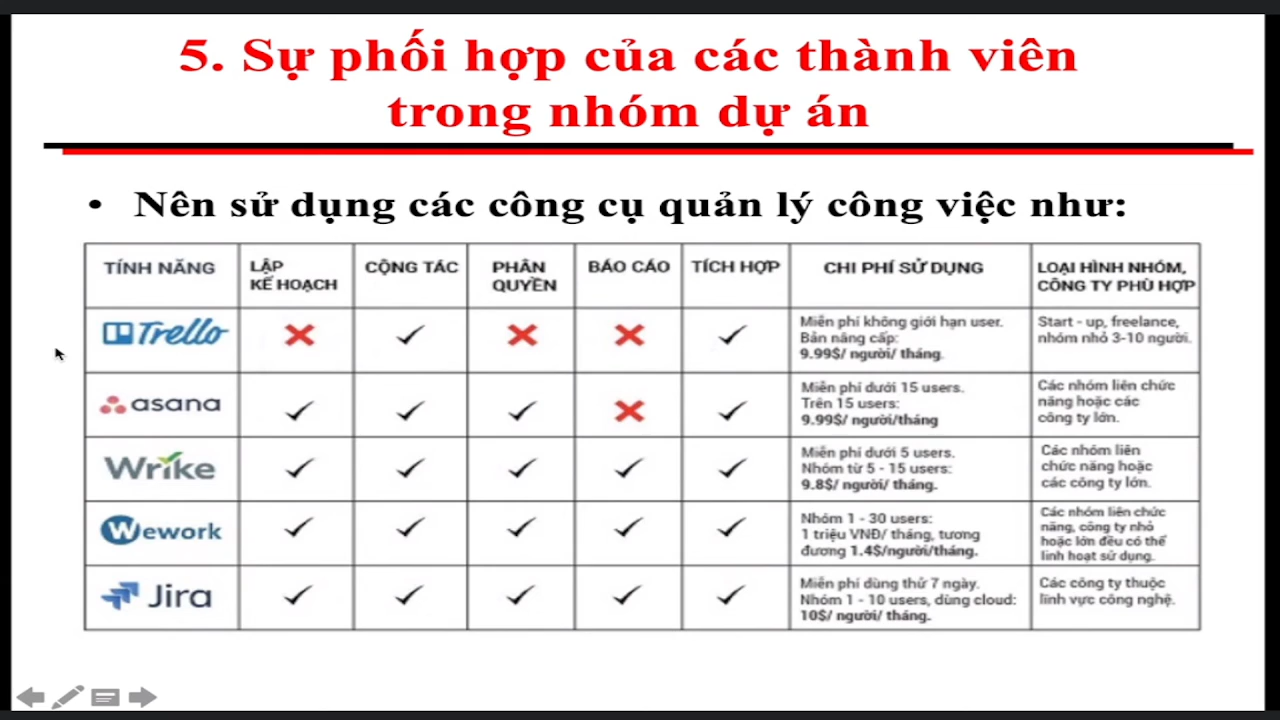 5. Sự phối hợp của các thành viên
trong nhóm dự án
• Nên sử dụng các công cụ quản lý công việc như:
TÍNH NĂNG
LẬP
KẾ HOẠCH
CỘNG TÁC
PHÂN
QUYỀN
BÁO CÁO
TÍCH HỢP
CHI PHÍ SỬ DỤNG
LOẠI HÌNH NHÓM,
CÔNG TY PHÙ HỢP
Trello
Miễn phí không giới hạn user.
Bản nâng cấp:
9.99$/ người/ tháng.
Start - up, freelance,
nhóm nhỏ 3-10 người.
asana
Miễn phí dưới 15 users.
Trên 15 users:
9.99$/ người/tháng
Các nhóm liên chức
năng hoặc các
công ty lớn.
Wrike
Miễn phí dưới 5 users.
Nhóm từ 5 - 15 users:
9.8$/ người/ tháng.
Các nhóm liên
chức năng hoặc
các công ty lớn.
Wework
Nhóm 1 - 30 users:
1 triệu VNĐ/ tháng, tương
đương 1.4$/người/tháng.
Các nhóm liên chức
năng, công ty nhỏ
hoặc lớn đều có thể
linh hoạt sử dụng.
Jira
Miễn phí dùng thử 7 ngày.
Nhóm 1 - 10 users, dùng cloud:
10$/ người/ tháng.
Các công ty thuộc
lĩnh vực công nghệ.